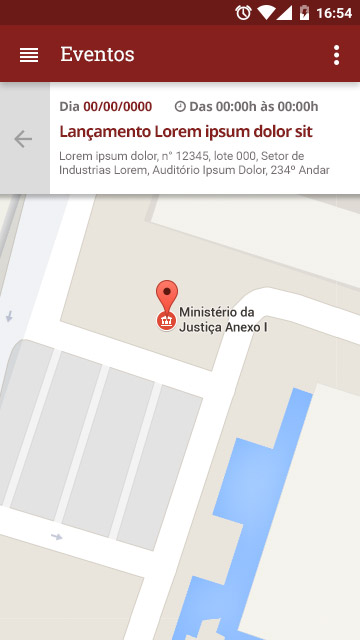 16:54
Eventos
Dia 00/00/0000 Das 00:00h às 00:00h
Lançamento Lorem ipsum dolor sit
Lorem ipsum dolor, n° 12345, lote 000, Setor de
Industrias Lorem, Auditório Ipsum Dolor, 234º Andar
Ministério da
Justiça Anexo I